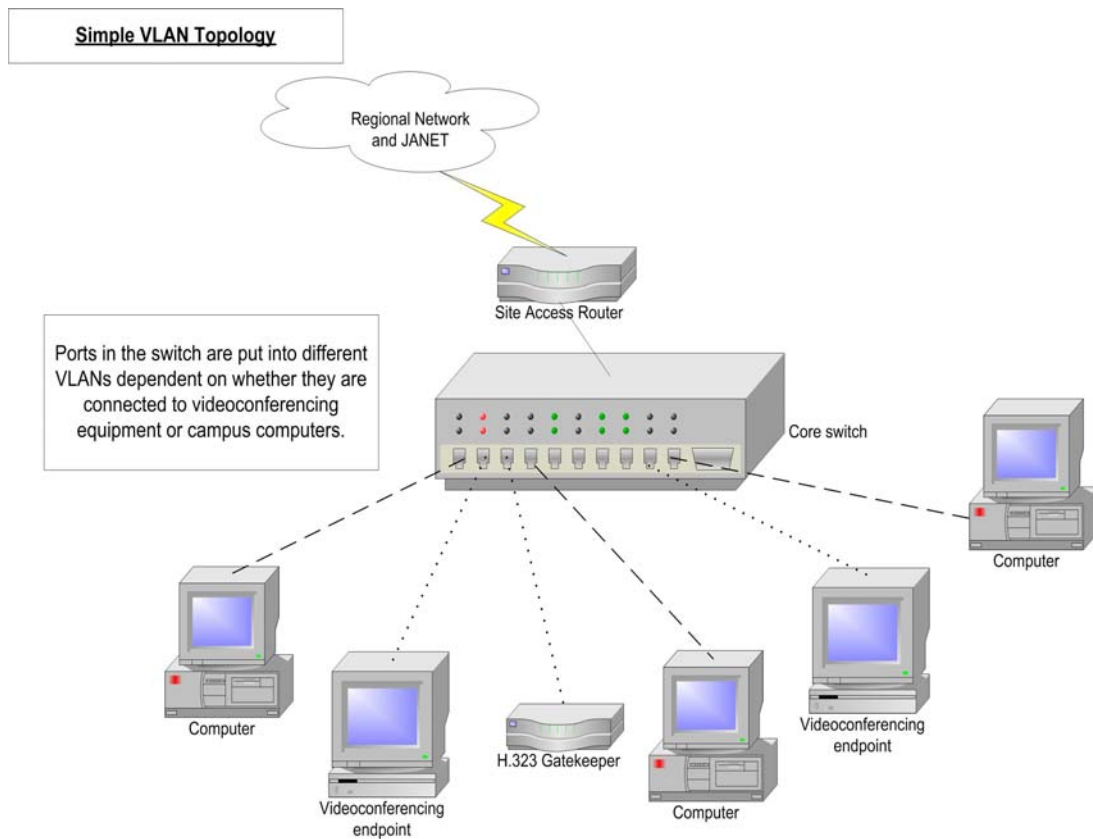 Simple VLAN Topology
Regional Network
and JANET
Site Access Router
Ports in the switch are put into different
VLANs dependent on whether they are
connected to videoconferencing
equipment or campus computers.
Core switch
Computer
Computer
Videoconferencing
endpoint
H.323 Gatekeeper
Computer
Videoconferencing
endpoint